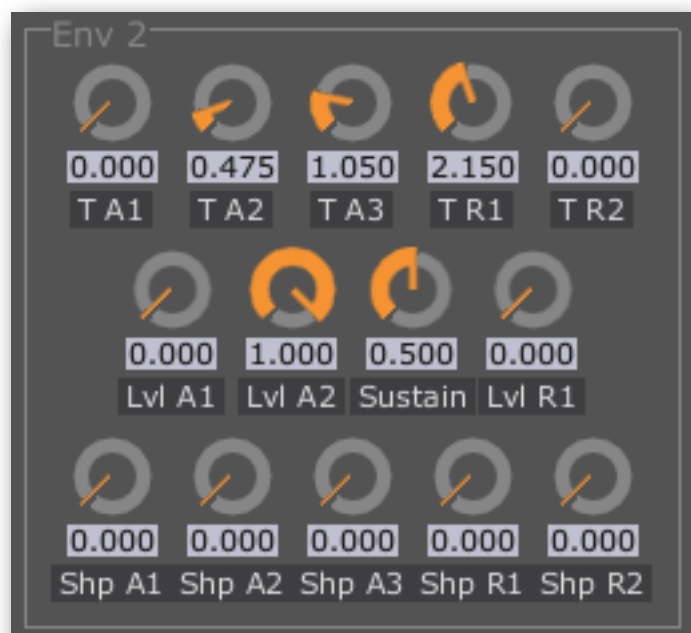 Env 2
0.000 0.475 1.050 2.150 0.000
T A1 T A2 T A3 T R1 T R2
0.000 1.000 0.500 0.000
Lvl A1 Lvl A2 Sustain Lvl R1
0.000 0.000 0.000 0.000 0.000
Shp A1 Shp A2 Shp A3 Shp R1 Shp R2